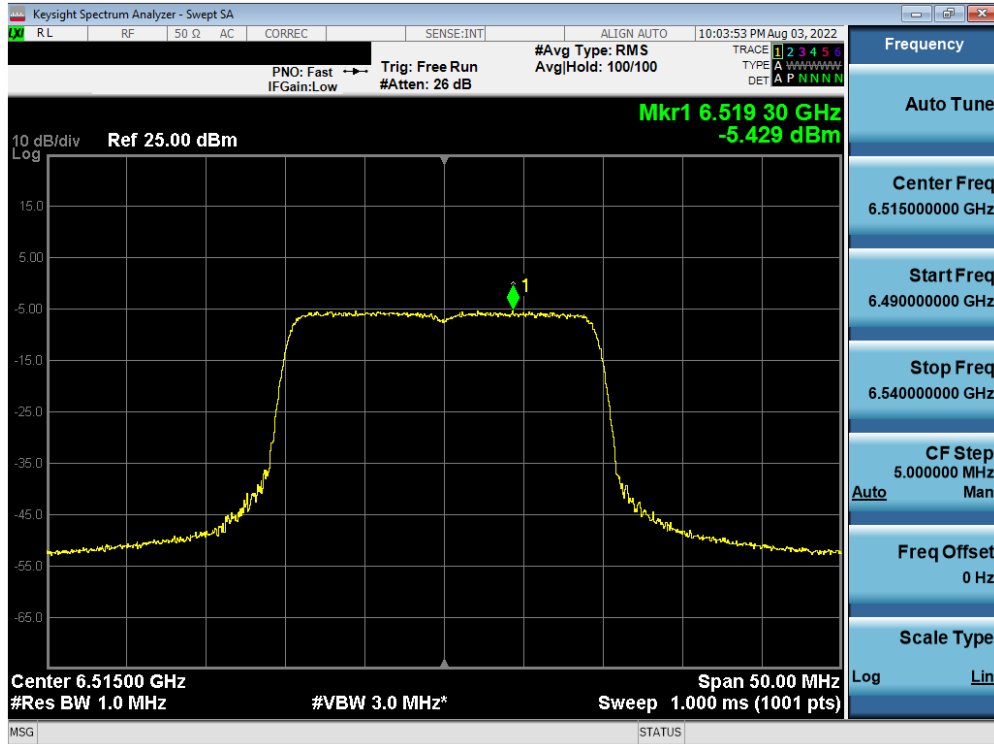 Keysight Spectrum Analyzer - Swept SA
LXI RL RF 50 Ω AC CORREC SENSE:INT ALIGN AUTO 10:03:53 PM Aug 03, 2022
PNO: Fast
IFGain:Low
Trig: Free Run
#Atten: 26 dB
#Avg Type: RMS
Avg|Hold: 100/100
TRACE 1 2 3 4 5 6
TYPE A WWWWW
DET A P N N N N
Mkr1 6.519 30 GHz
-5.429 dBm
10 dB/div Ref 25.00 dBm
Log
15.0
5.00
-5.00
-15.0
-25.0
-35.0
-45.0
-55.0
-65.0
1
Center 6.51500 GHz Span 50.00 MHz
#Res BW 1.0 MHz #VBW 3.0 MHz* Sweep 1.000 ms (1001 pts)
MSG STATUS
Frequency
Auto Tune
Center Freq
6.515000000 GHz
Start Freq
6.490000000 GHz
Stop Freq
6.540000000 GHz
CF Step
5.000000 MHz
Auto Man
Freq Offset
0 Hz
Scale Type
Log Lin